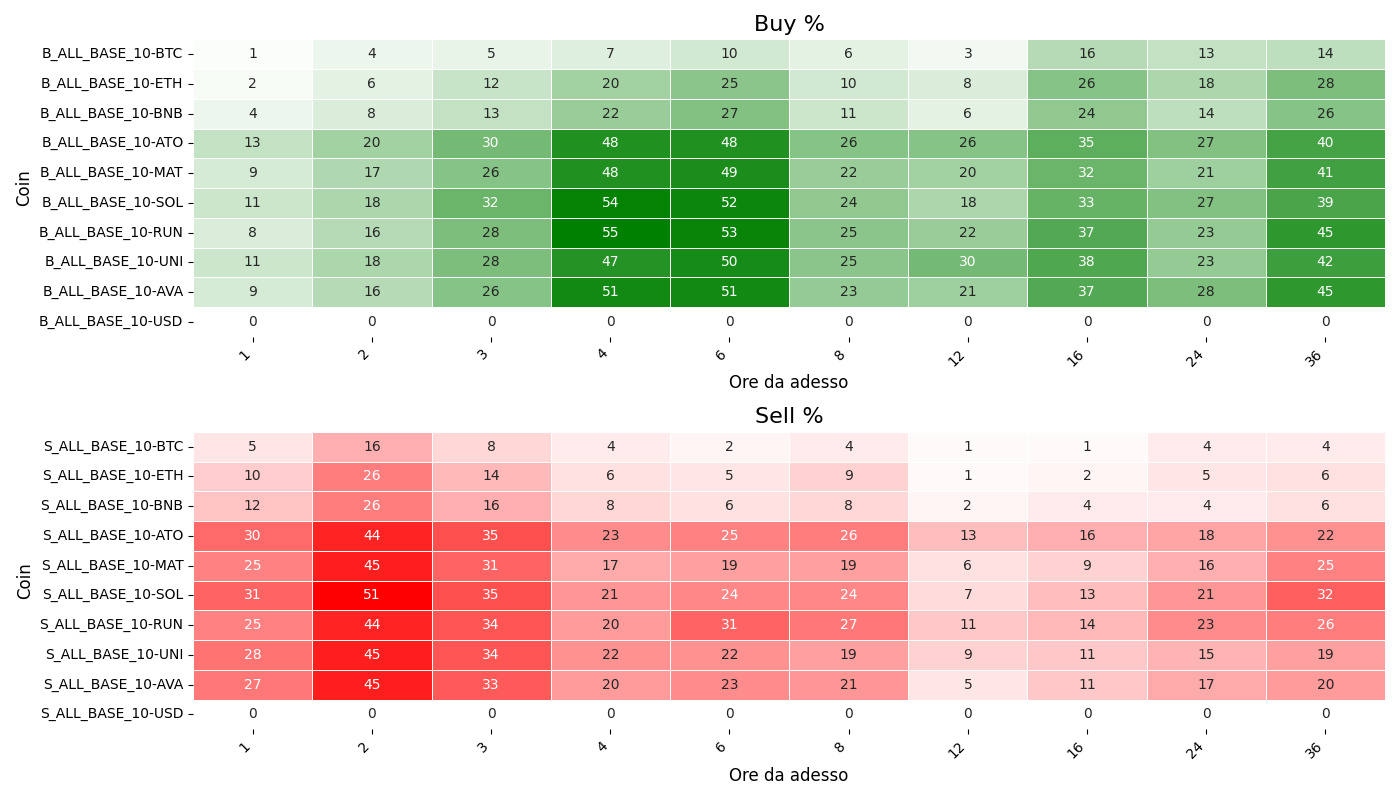 Buy %
Coin
B_ALL_BASE_10-BTC 1 4 5 7 10 6 3 16 13 14
B_ALL_BASE_10-ETH 2 6 12 20 25 10 8 26 18 28
B_ALL_BASE_10-BNB 4 8 13 22 27 11 6 24 14 26
B_ALL_BASE_10-ATO 13 20 30 48 48 26 26 35 27 40
B_ALL_BASE_10-MAT 9 17 26 48 49 22 20 32 21 41
B_ALL_BASE_10-SOL 11 18 32 54 52 24 18 33 27 39
B_ALL_BASE_10-RUN 8 16 28 55 53 25 22 37 23 45
B_ALL_BASE_10-UNI 11 18 28 47 50 25 30 38 23 42
B_ALL_BASE_10-AVA 9 16 26 51 51 23 21 37 28 45
B_ALL_BASE_10-USD 0 0 0 0 0 0 0 0 0 0
1 2 3 4 6 8 12 16 24 36
Ore da adesso
Sell %
Coin
S_ALL_BASE_10-BTC 5 16 8 4 2 4 1 1 4 4
S_ALL_BASE_10-ETH 10 26 14 6 5 9 1 2 5 6
S_ALL_BASE_10-BNB 12 26 16 8 6 8 2 4 4 6
S_ALL_BASE_10-ATO 30 44 35 23 25 26 13 16 18 22
S_ALL_BASE_10-MAT 25 45 31 17 19 19 6 9 16 25
S_ALL_BASE_10-SOL 31 51 35 21 24 24 7 13 21 32
S_ALL_BASE_10-RUN 25 44 34 20 31 27 11 14 23 26
S_ALL_BASE_10-UNI 28 45 34 22 22 19 9 11 15 19
S_ALL_BASE_10-AVA 27 45 33 20 23 21 5 11 17 20
S_ALL_BASE_10-USD 0 0 0 0 0 0 0 0 0 0
1 2 3 4 6 8 12 16 24 36
Ore da adesso